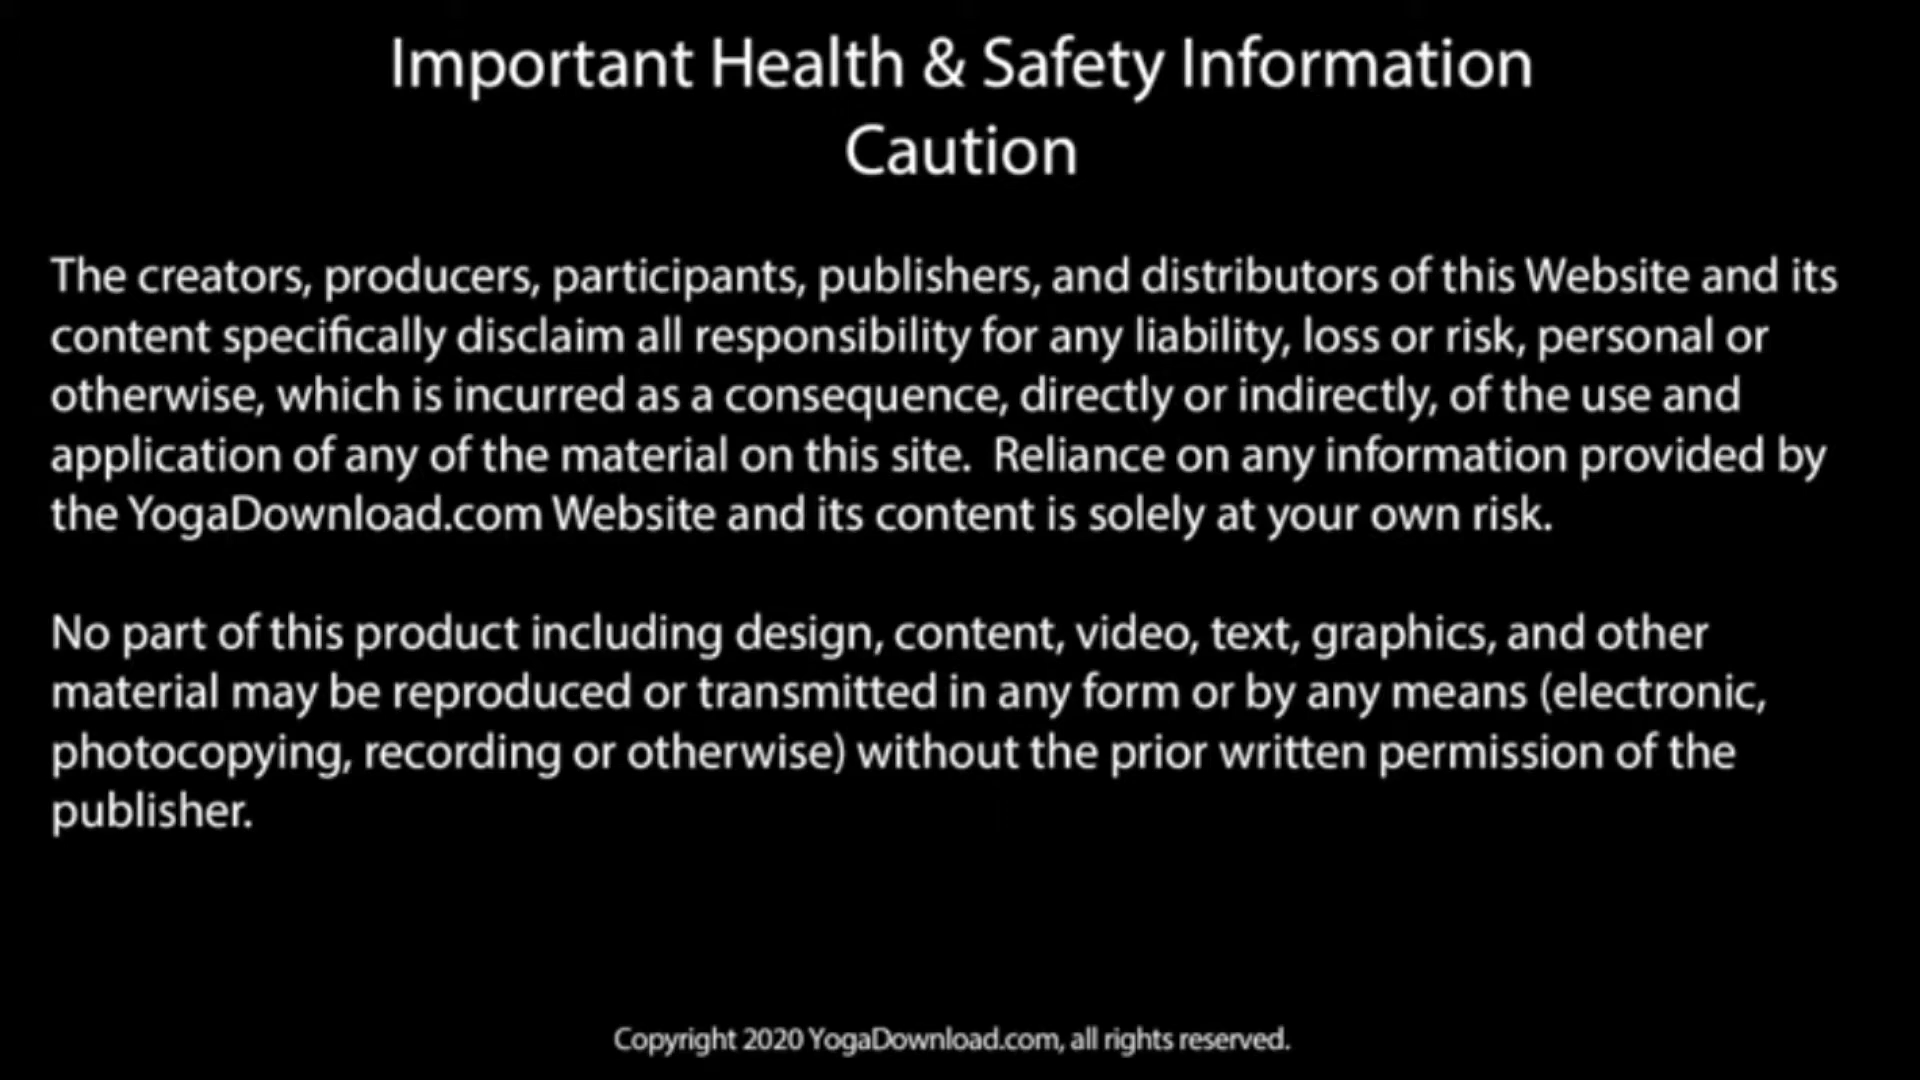 Important Health & Safety Information
Caution
The creators, producers, participants, publishers, and distributors of this Website and its
content specifically disclaim all responsibility for any liability, loss or risk, personal or
otherwise, which is incurred as a consequence, directly or indirectly, of the use and
application of any of the material on this site.  Reliance on any information provided by
the YogaDownload.com Website and its content is solely at your own risk.
No part of this product including design, content, video, text, graphics, and other
material may be reproduced or transmitted in any form or by any means (electronic,
photocopying, recording or otherwise) without the prior written permission of the
publisher.
Copyright 2020 YogaDownload.com, all rights reserved.